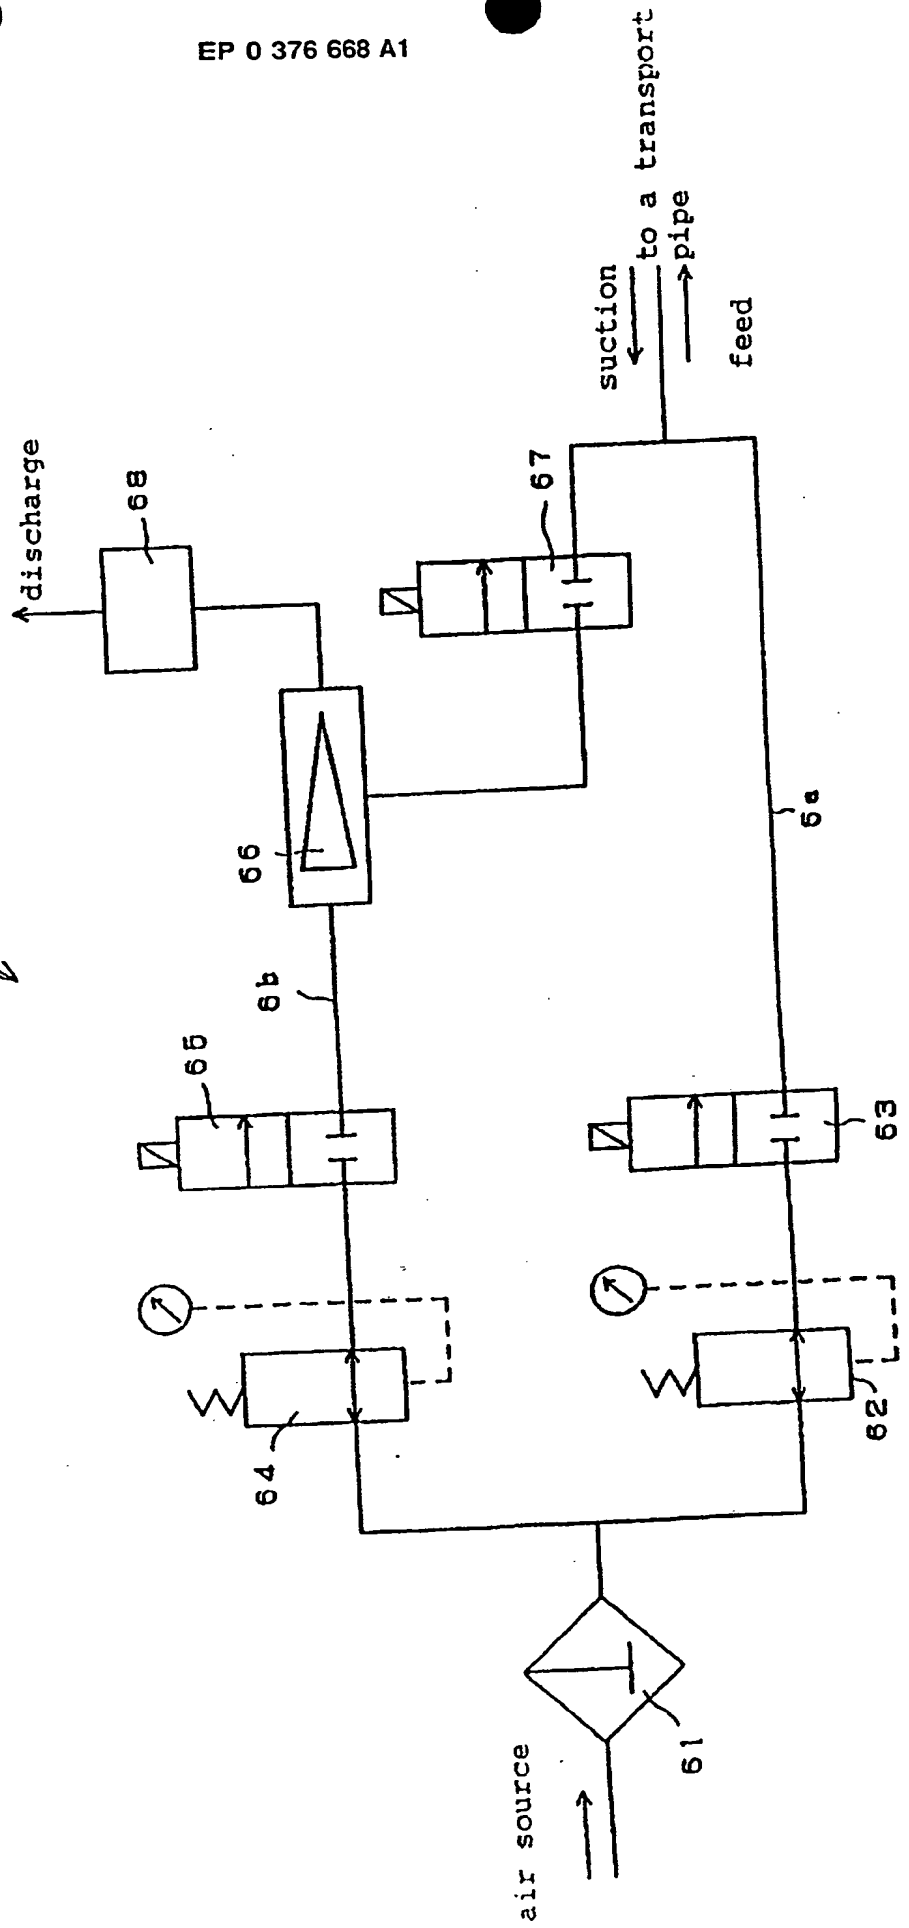 EP 0 376 668 A1
discharge
68
suction
to a transport
pipe
feed
67
66
6b
65
64
6a
63
62
61
air source